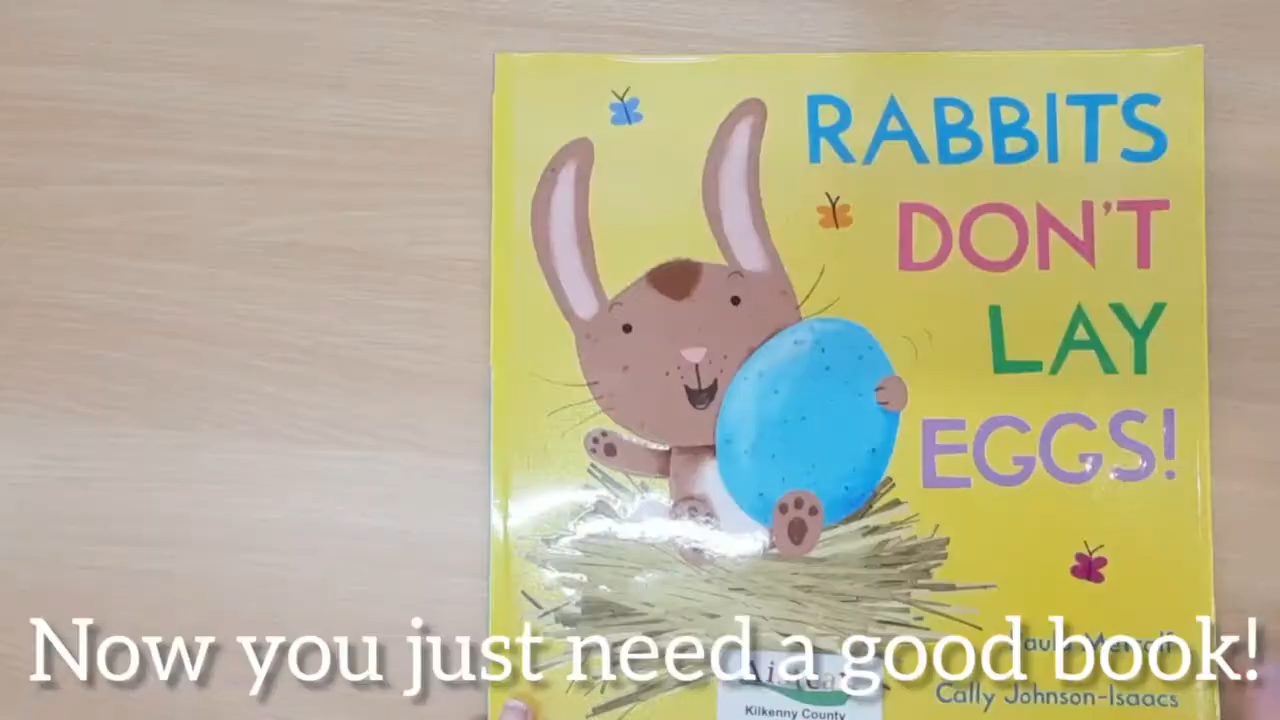 RABBITS
DON'T
LAY
EGGS!
Now you just need a good book!
Cally Johnson-Isaacs
Kilkenny County